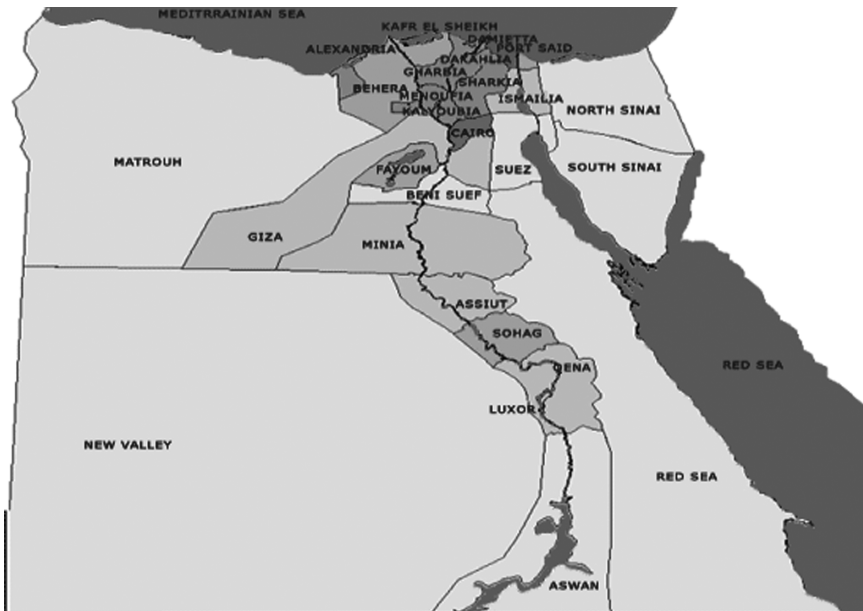 MEDITRRAINIAN SEA
KAFR EL SHEIKH
DAMIETTA
ALEXANDRIA
PORT SAID
DAKAHLIA
GHARBIA
SHARKIA
BEHERA
MENOUFIA
ISMAILIA
KALYOUBIA
NORTH SINAI
CAIRO
MATROUH
FAYOUM
SUEZ
SOUTH SINAI
BENI SUEF
GIZA
MINIA
ASSIUT
SOHAG
QENA
RED SEA
LUXOR
NEW VALLEY
RED SEA
ASWAN